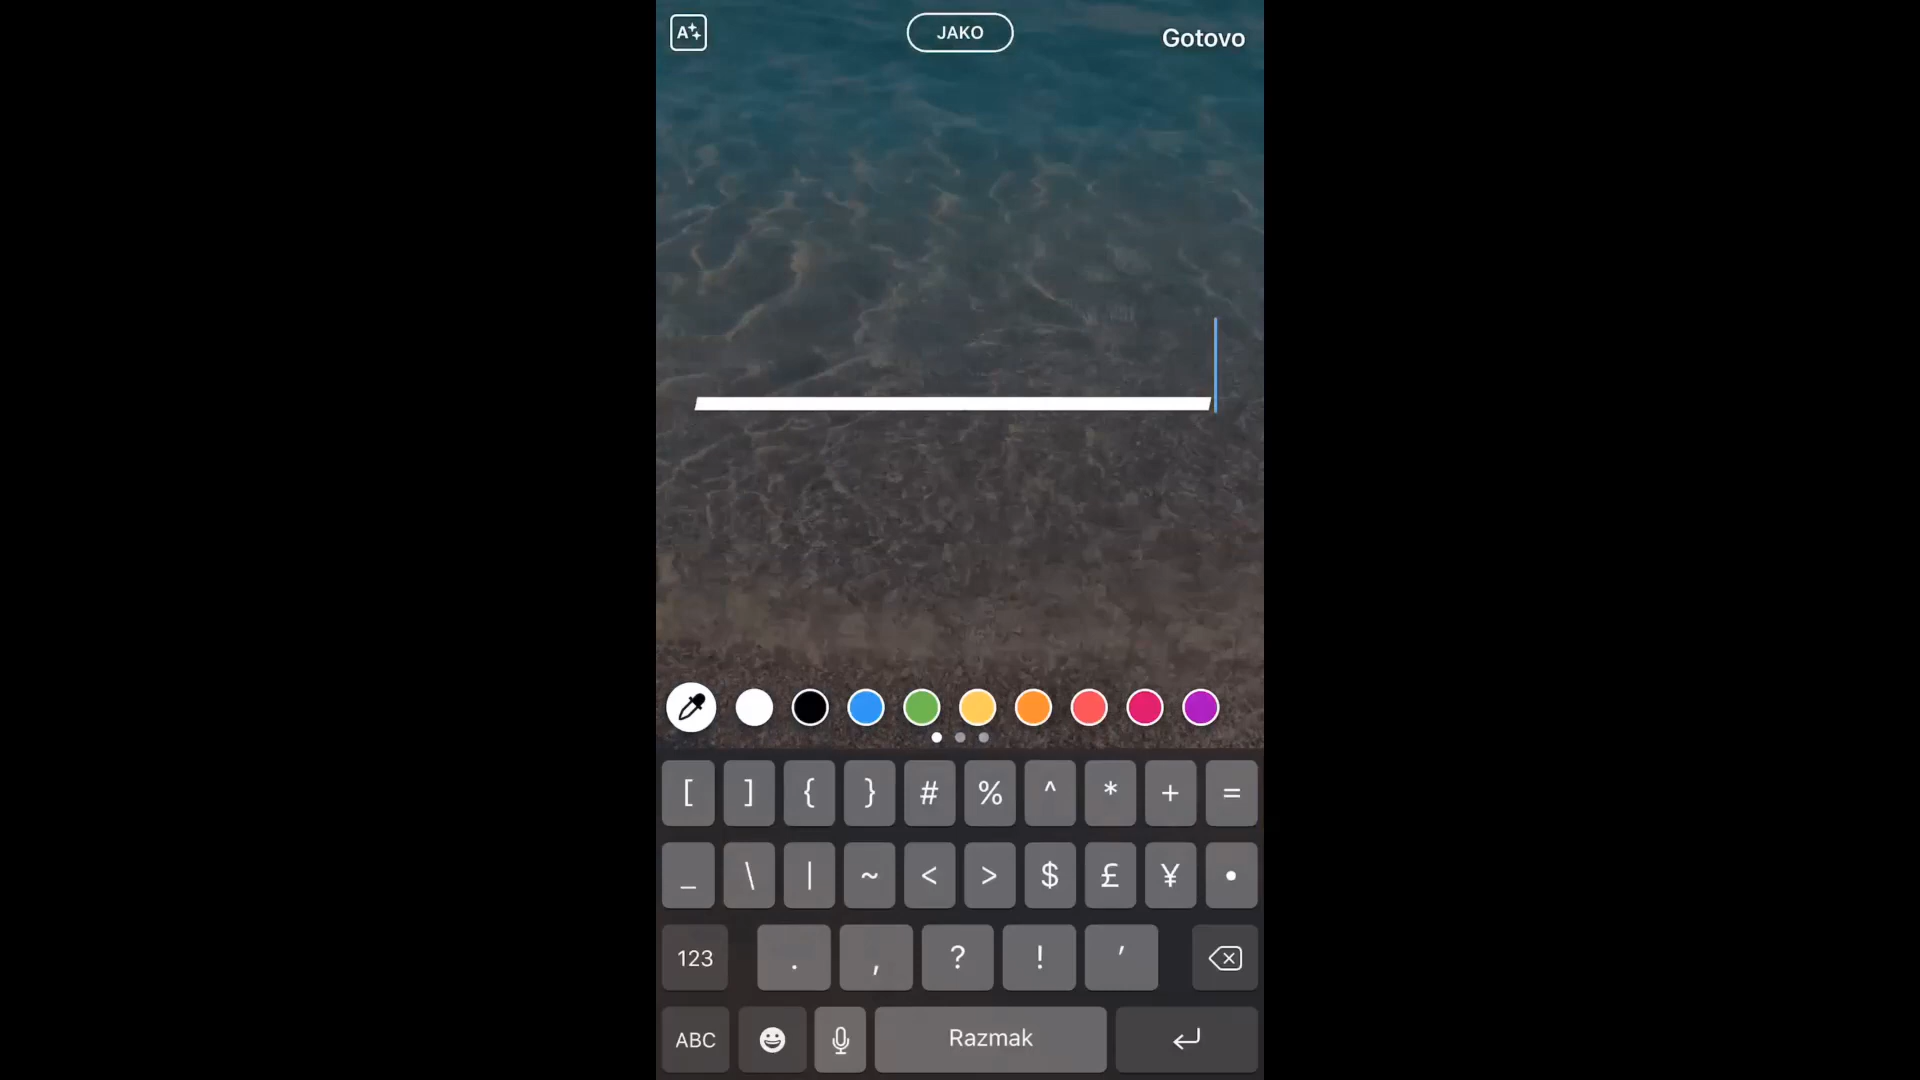 A
JAKO
Gotovo
[ ] { } # % ^ * + =
_ \ | ~ < > $ £ ¥ •
123 . , ? ! ′
ABC Razmak